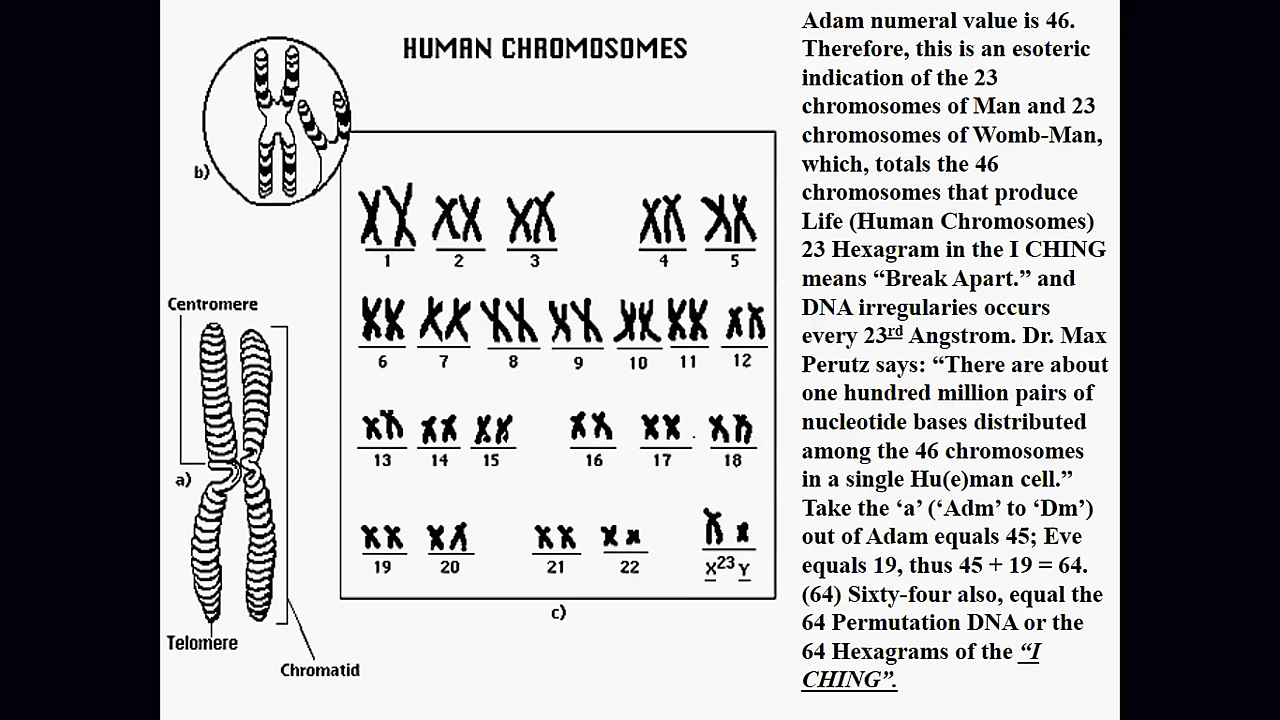 HUMAN CHROMOSOMES
b)
1 2 3 4 5
6 7 8 9 10 11 12
13 14 15 16 17 18
19 20 21 22 X 23 Y
c)
Centromere
a)
Telomere
Chromatid
Adam numeral value is 46.
Therefore, this is an esoteric
indication of the 23
chromosomes of Man and 23
chromosomes of Womb-Man,
which, totals the 46
chromosomes that produce
Life (Human Chromosomes)
23 Hexagram in the I CHING
means “Break Apart.” and
DNA irregularies occurs
every 23rd Angstrom. Dr. Max
Perutz says: “There are about
one hundred million pairs of
nucleotide bases distributed
among the 46 chromosomes
in a single Hu(e)man cell.”
Take the ‘a’ (‘Adm’ to ‘Dm’)
out of Adam equals 45; Eve
equals 19, thus 45 + 19 = 64.
(64) Sixty-four also, equal the
64 Permutation DNA or the
64 Hexagrams of the “I
CHING”.